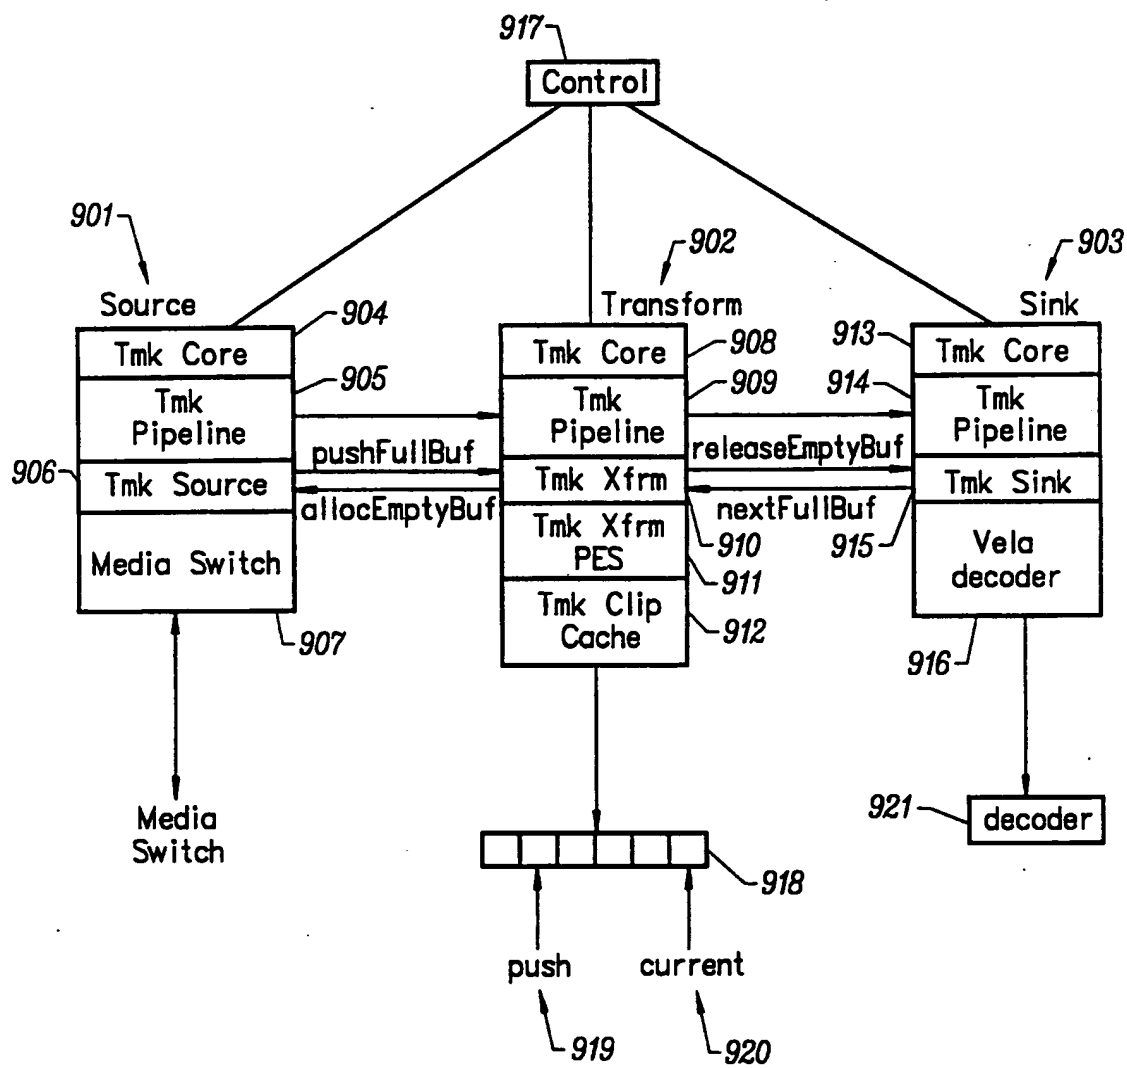 917
Control
901
902
903
Source
Transform
Sink
904
908
913
Tmk Core
Tmk Core
Tmk Core
905
909
914
Tmk
Pipeline
Tmk
Pipeline
Tmk
Pipeline
pushFullBuf
releaseEmptyBuf
906
Tmk Source
Tmk Xfrm
Tmk Sink
allocEmptyBuf
nextFullBuf
910
915
Media Switch
Tmk Xfrm
PES
Vela
decoder
911
Tmk Clip
Cache
912
907
916
Media
Switch
921
decoder
918
push
current
919
920